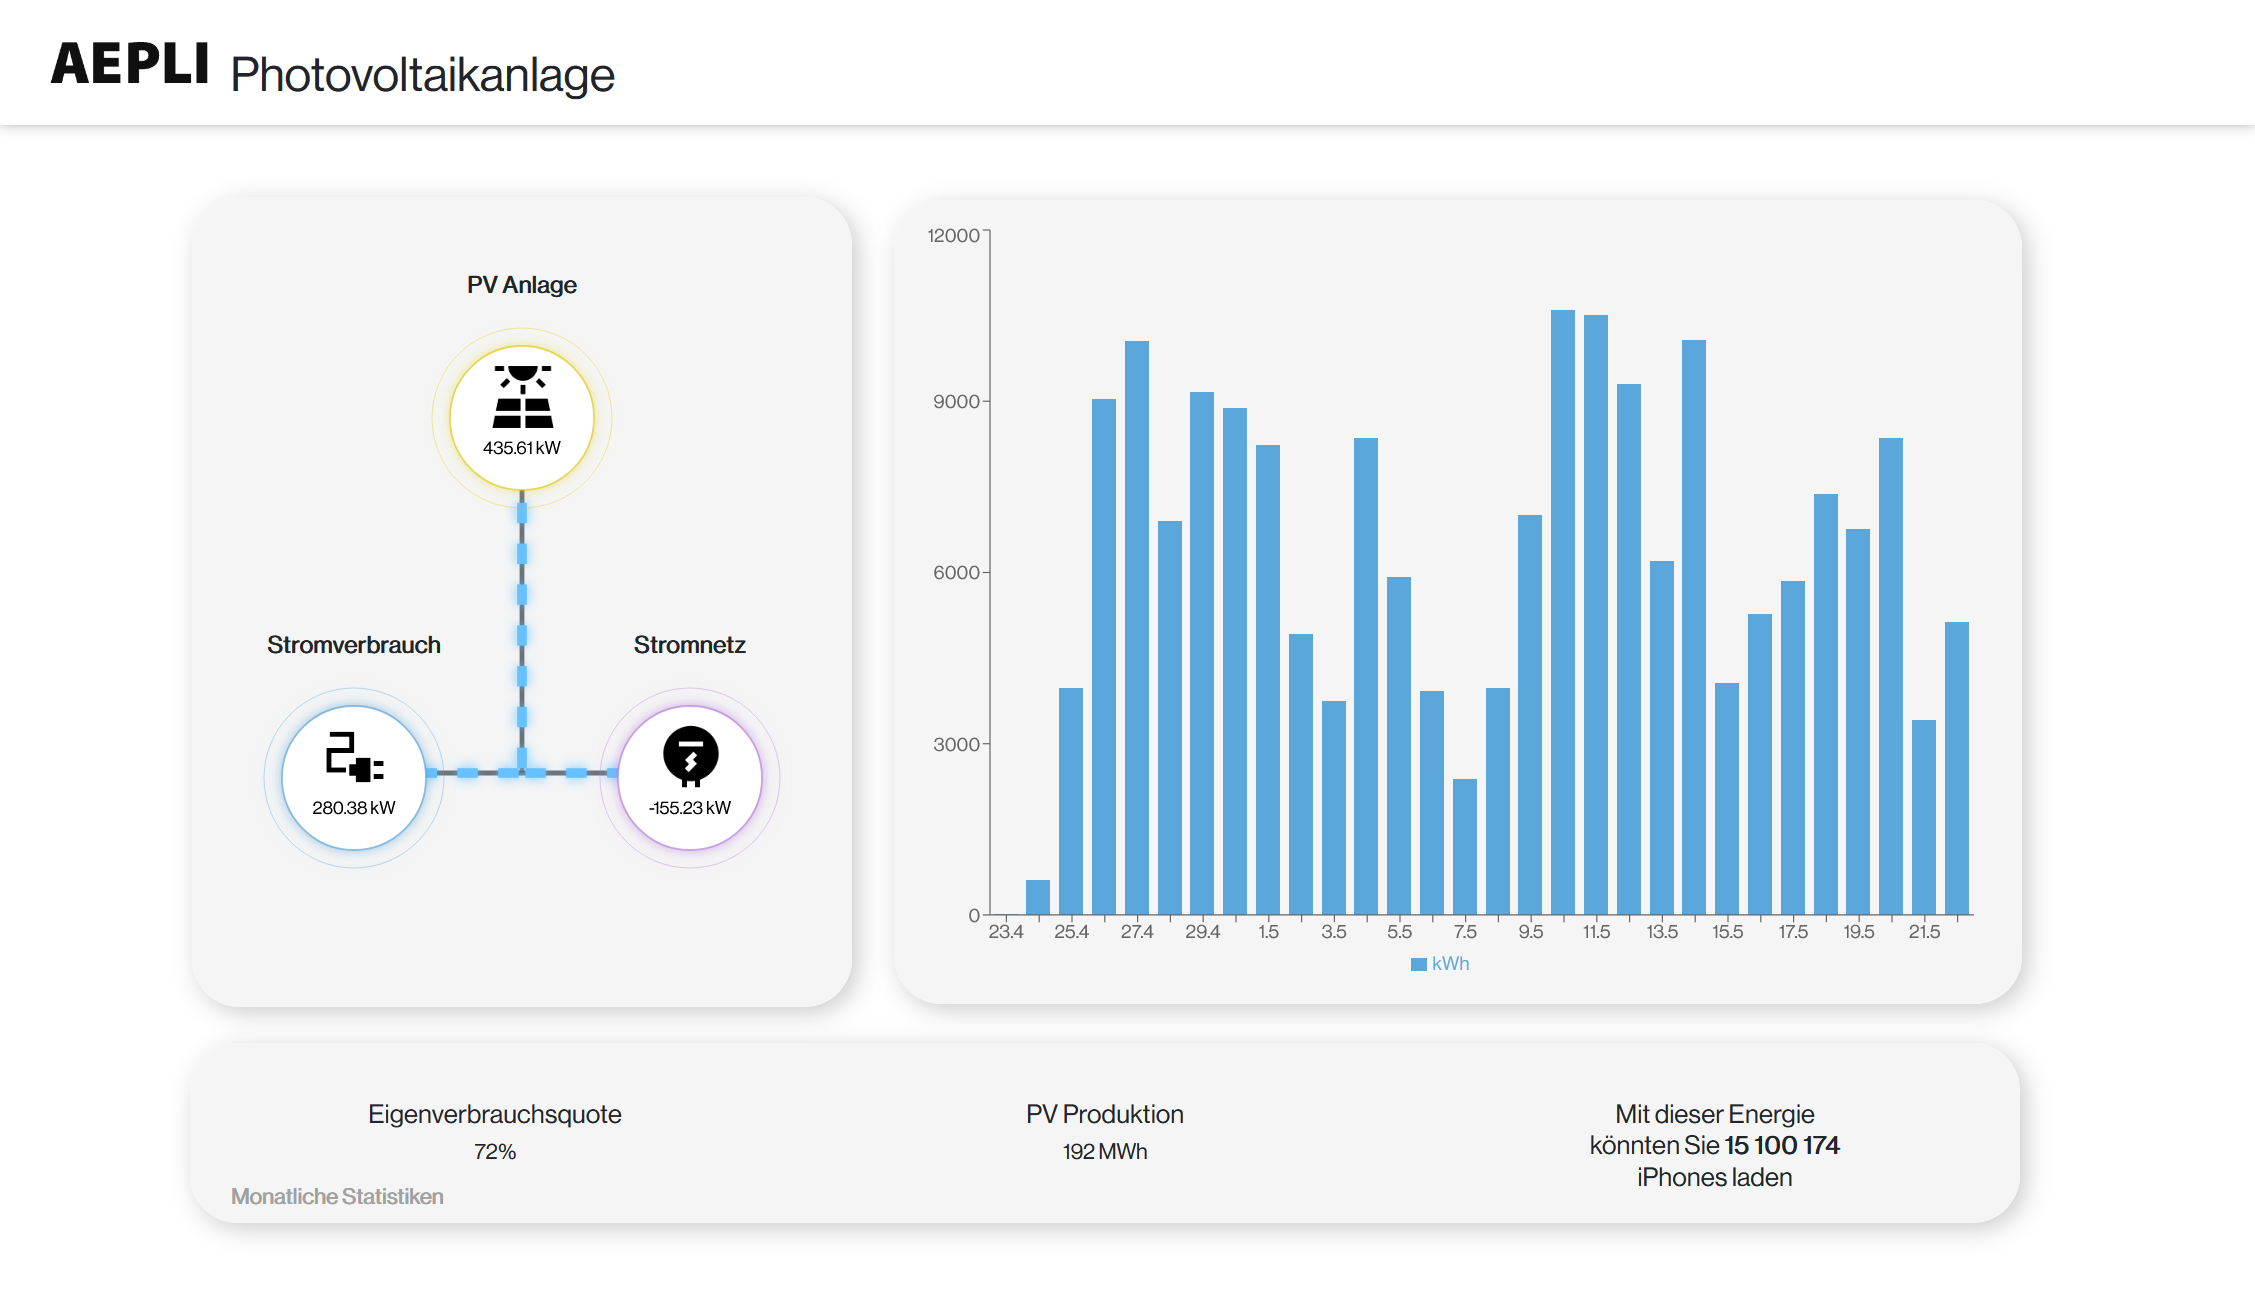 AEPLI Photovoltaikanlage
PV Anlage
435.61 kW
Stromverbrauch
Stromnetz
280.38 kW
-155.23 kW
12000
9000
6000
3000
0
23.4 25.4 27.4 29.4 1.5 3.5 5.5 7.5 9.5 11.5 13.5 15.5 17.5 19.5 21.5
kWh
Eigenverbrauchsquote
72%
PV Produktion
192 MWh
Mit dieser Energie
könnten Sie 15 100 174
iPhones laden
Monatliche Statistiken